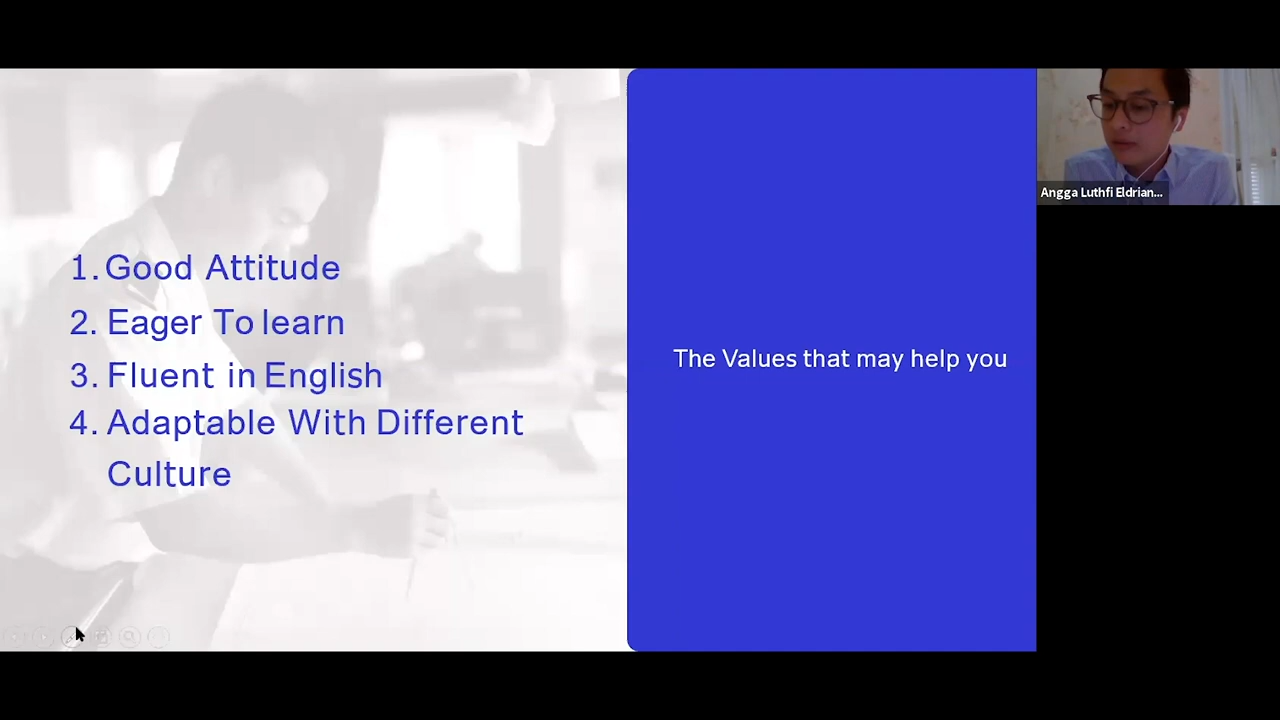 1. Good Attitude
2. Eager To learn
3. Fluent in English
4. Adaptable With Different
Culture
The Values that may help you
Angga Luthfi Eldrian...